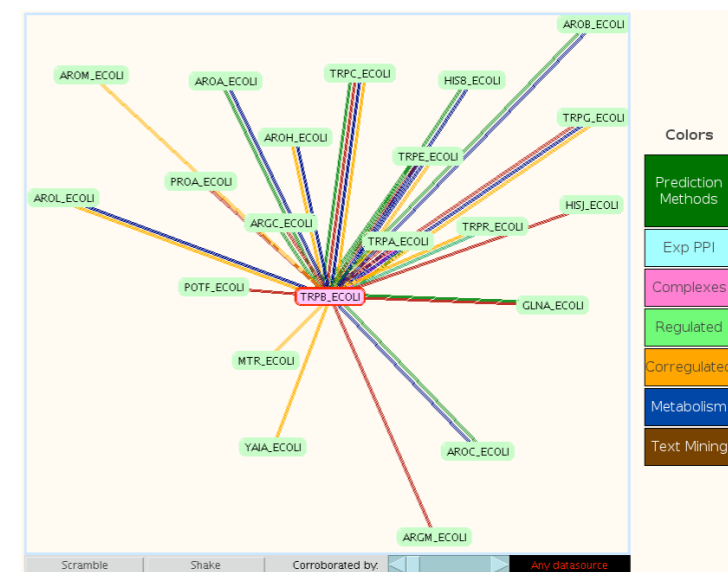 AROB_ECOLI
AROM_ECOLI
AROA_ECOLI
TRPC_ECOLI
HISB_ECOLI
TRPG_ECOLI
AROH_ECOLI
TRPE_ECOLI
PROA_ECOLI
AROL_ECOLI
HISJ_ECOLI
ARGC_ECOLI
TRPR_ECOLI
TRPA_ECOLI
POTF_ECOLI
TRPB_ECOLI
GLNA_ECOLI
MTR_ECOLI
YAIA_ECOLI
AROC_ECOLI
ARGM_ECOLI
Colors
Prediction
Methods
Exp PPI
Complexes
Regulated
Corregulated
Metabolism
Text Mining
Scramble
Shake
Corroborated by:
Any datasource